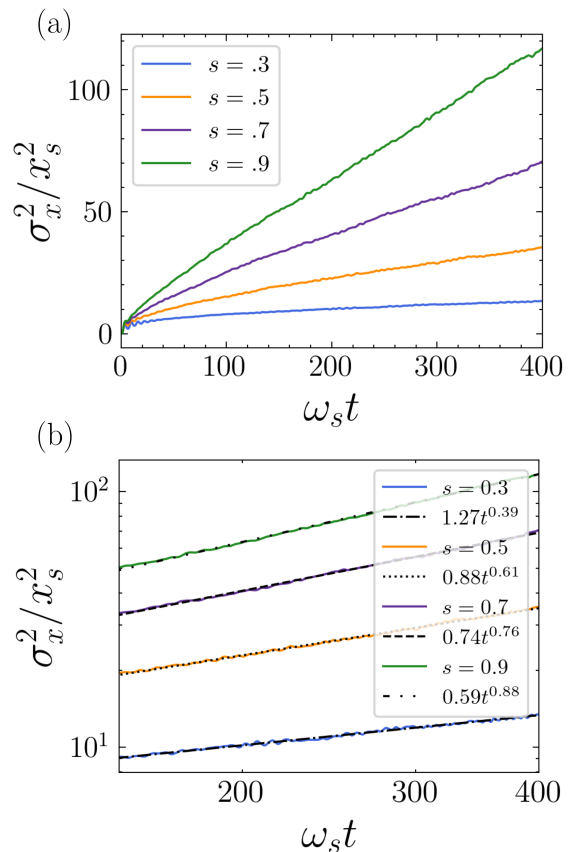 (a)
σ_x^2/x_s^2
100
50
0
s = .3
s = .5
s = .7
s = .9
0 100 200 300 400
ω_s t
(b)
σ_x^2/x_s^2
10^2
10^1
s = 0.3
1.27t^{0.39}
s = 0.5
0.88t^{0.61}
s = 0.7
0.74t^{0.76}
s = 0.9
0.59t^{0.88}
200 300 400
ω_s t